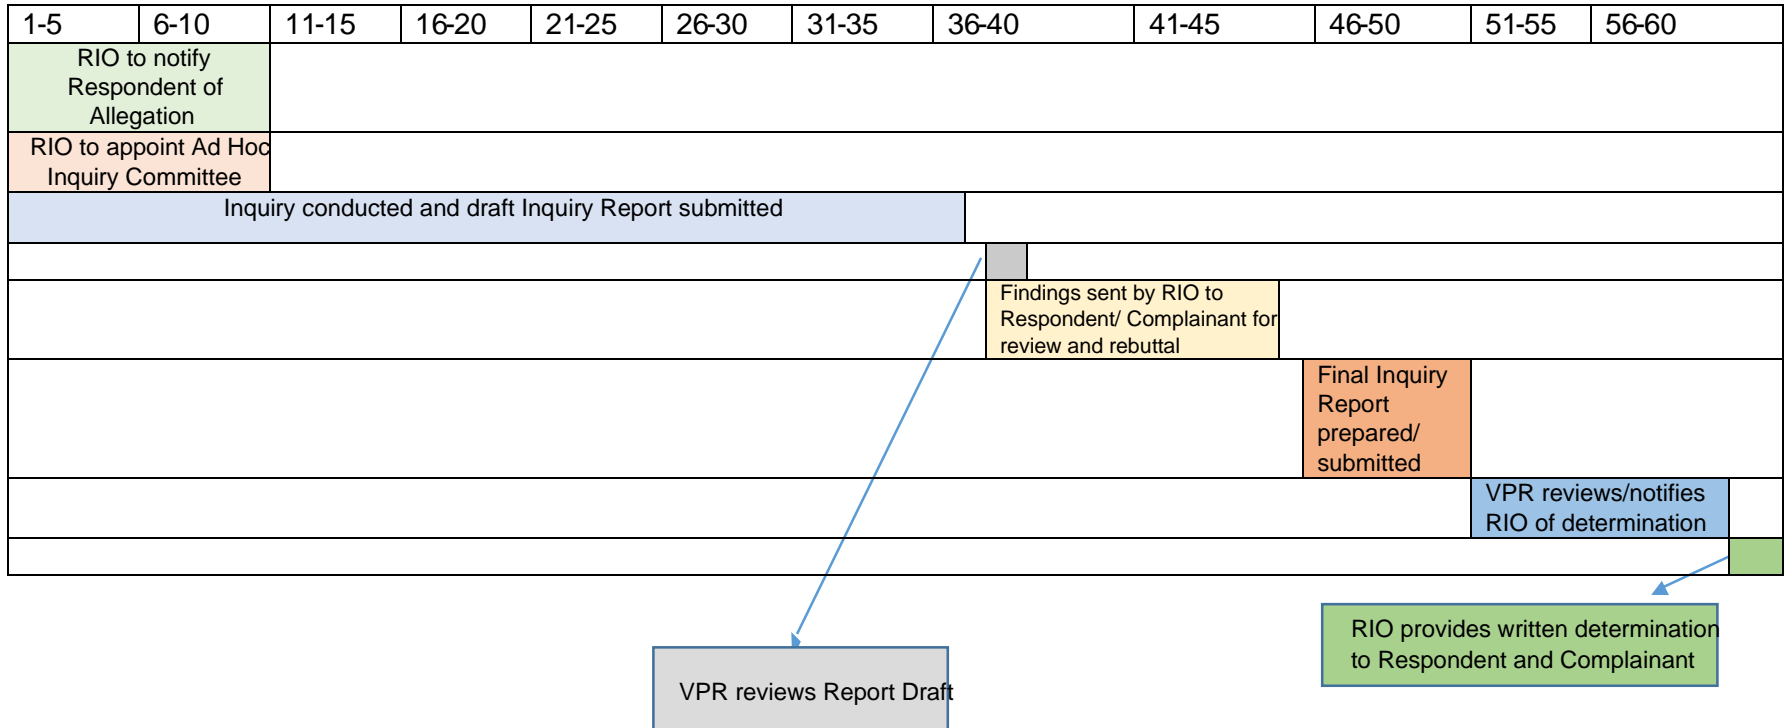 1-5 6-10 11-15 16-20 21-25 26-30 31-35 36-40 41-45 46-50 51-55 56-60
RIO to notify
Respondent of
Allegation
RIO to appoint Ad Hoc
Inquiry Committee
Inquiry conducted and draft Inquiry Report submitted
Findings sent by RIO to
Respondent/ Complainant for
review and rebuttal
Final Inquiry
Report
prepared/
submitted
VPR reviews/notifies
RIO of determination
RIO provides written determination
to Respondent and Complainant
VPR reviews Report Draft